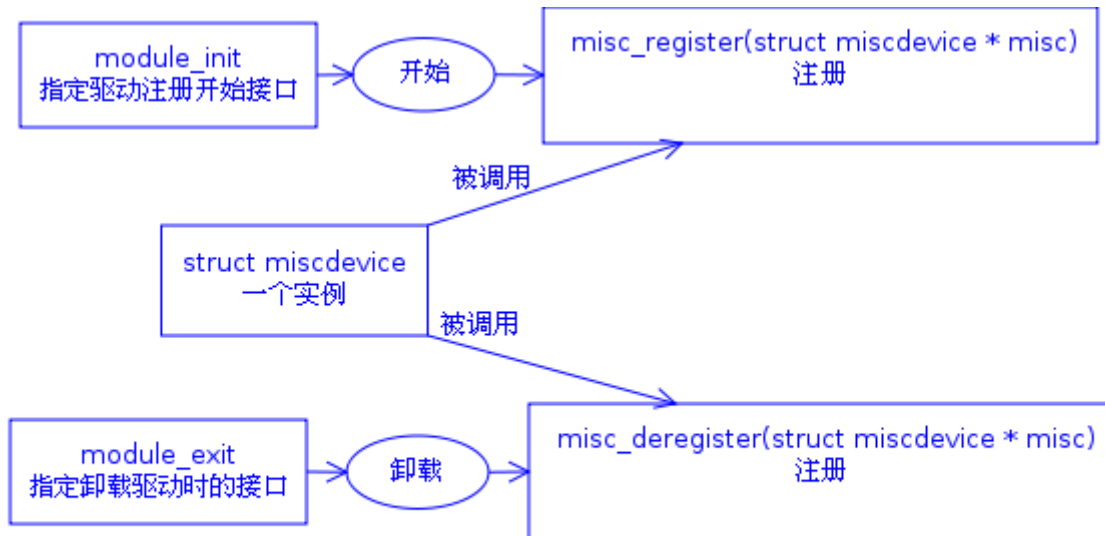 module_init
指定驱动注册开始接口
开始
misc_register(struct miscdevice * misc)
注册
被调用
struct miscdevice
一个实例
被调用
module_exit
指定卸载驱动时的接口
卸载
misc_deregister(struct miscdevice * misc)
注册